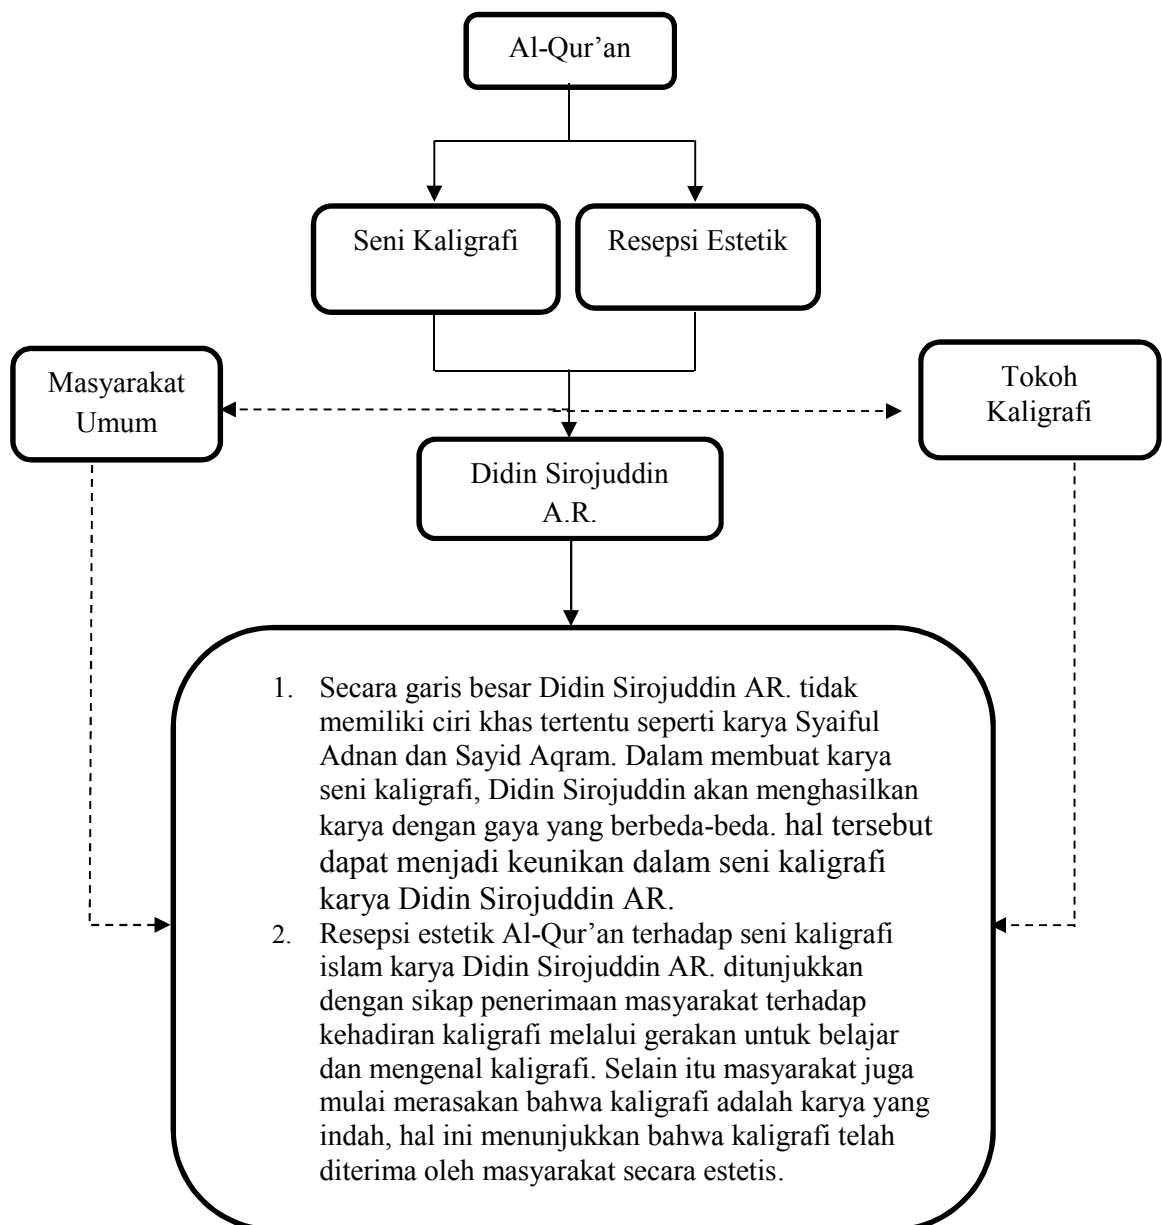 Al-Qur’an
Seni Kaligrafi
Resepsi Estetik
Masyarakat
Umum
Tokoh
Kaligrafi
Didin Sirojuddin
A.R.
1. Secara garis besar Didin Sirojuddin AR. tidak
memiliki ciri khas tertentu seperti karya Syaiful
Adnan dan Sayid Aqram. Dalam membuat karya
seni kaligrafi, Didin Sirojuddin akan menghasilkan
karya dengan gaya yang berbeda-beda. hal tersebut
dapat menjadi keunikan dalam seni kaligrafi
karya Didin Sirojuddin AR.
2. Resepsi estetik Al-Qur’an terhadap seni kaligrafi
islam karya Didin Sirojuddin AR. ditunjukkan
dengan sikap penerimaan masyarakat terhadap
kehadiran kaligrafi melalui gerakan untuk belajar
dan mengenal kaligrafi. Selain itu masyarakat juga
mulai merasakan bahwa kaligrafi adalah karya yang
indah, hal ini menunjukkan bahwa kaligrafi telah
diterima oleh masyarakat secara estetis.